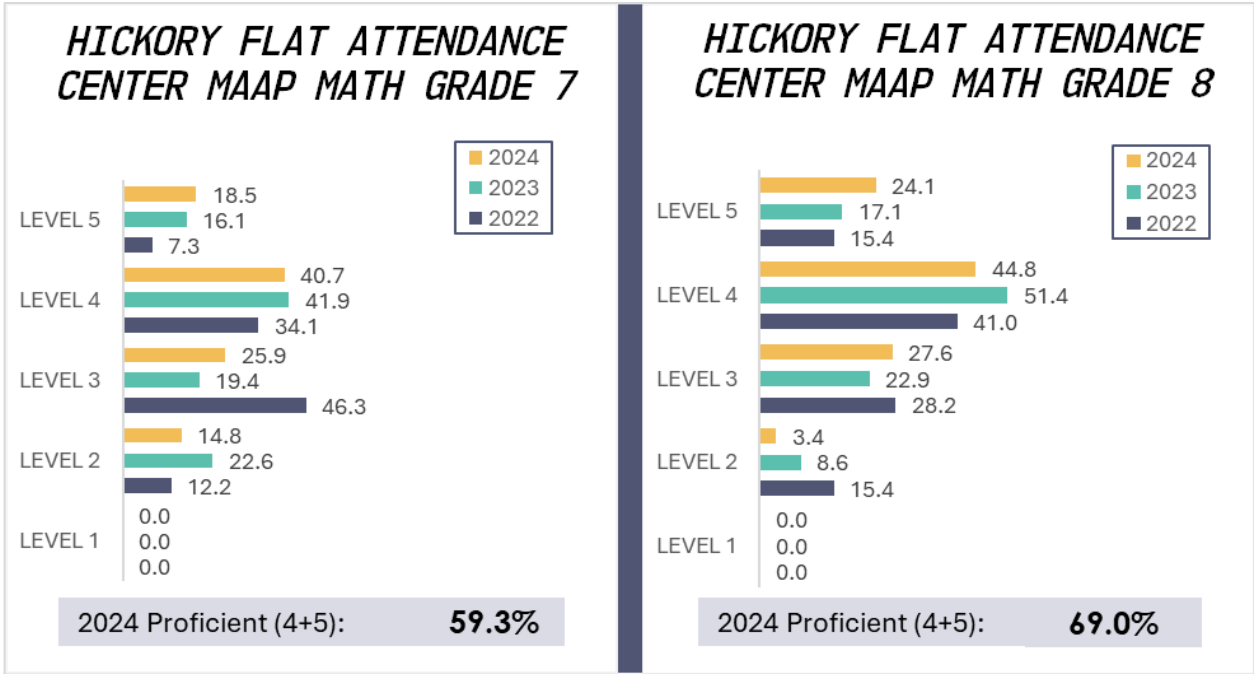 HICKORY FLAT ATTENDANCE
CENTER MAAP MATH GRADE 7
2024
2023
2022
LEVEL 5
18.5
16.1
7.3
LEVEL 4
40.7
41.9
34.1
LEVEL 3
25.9
19.4
46.3
LEVEL 2
14.8
22.6
12.2
LEVEL 1
0.0
0.0
0.0
2024 Proficient (4+5): 59.3%
HICKORY FLAT ATTENDANCE
CENTER MAAP MATH GRADE 8
2024
2023
2022
LEVEL 5
24.1
17.1
15.4
LEVEL 4
44.8
51.4
41.0
LEVEL 3
27.6
22.9
28.2
LEVEL 2
3.4
8.6
15.4
LEVEL 1
0.0
0.0
0.0
2024 Proficient (4+5): 69.0%